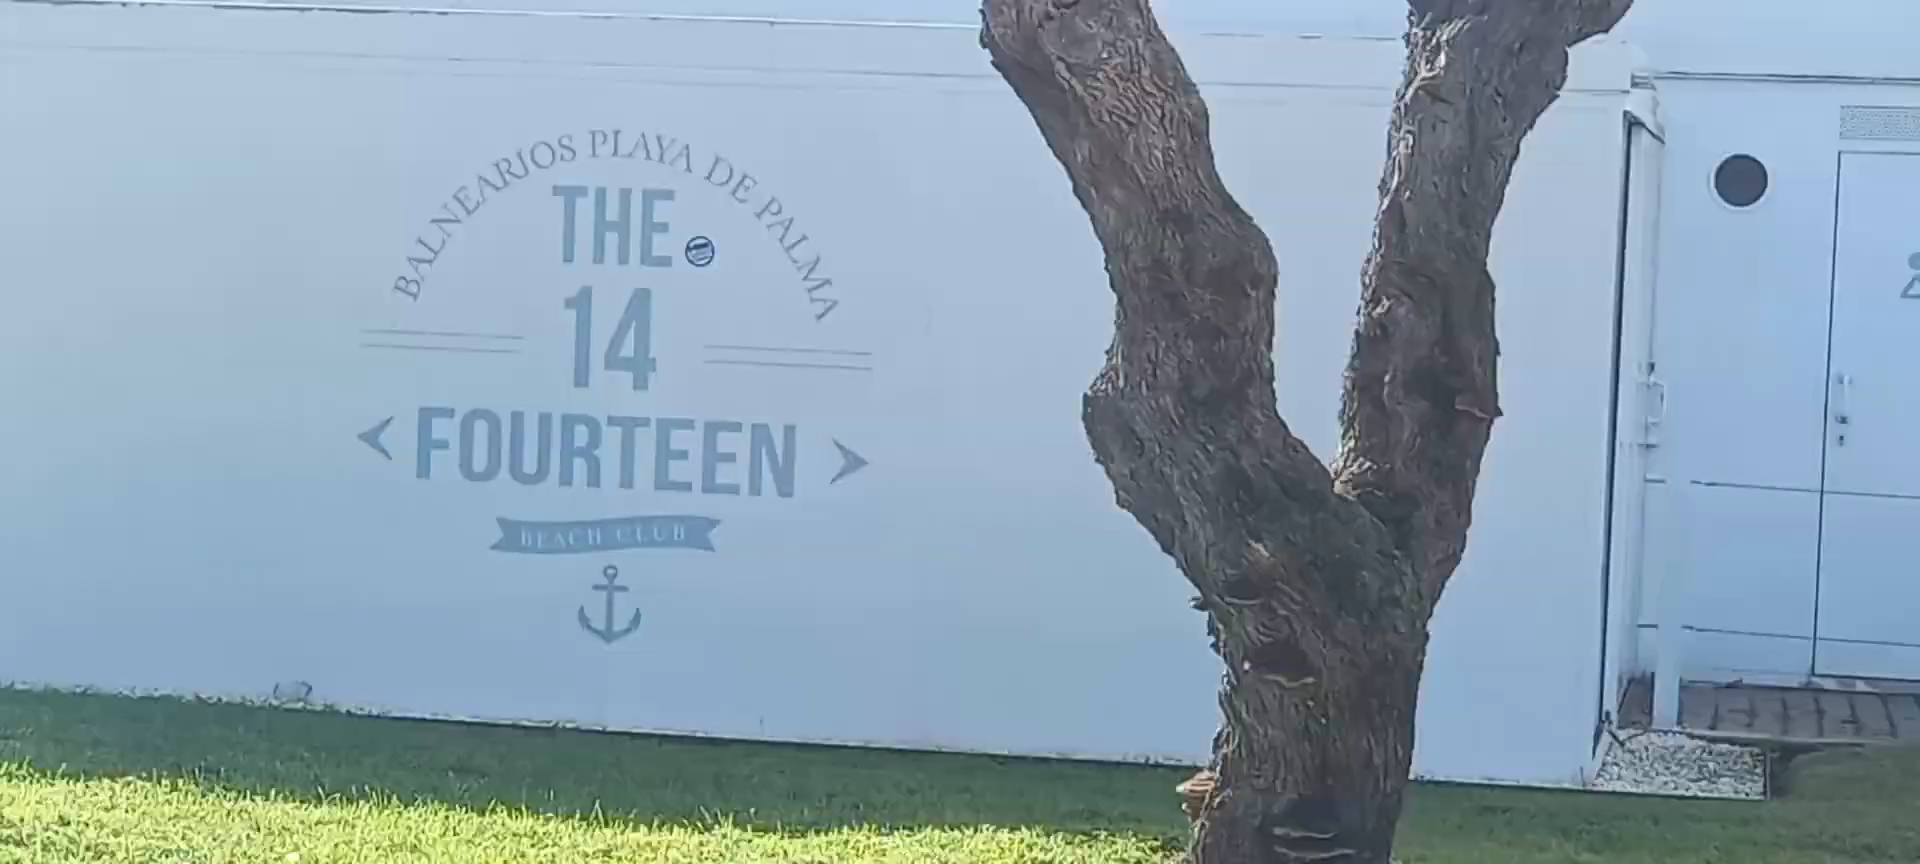 BALNEARIOS PLAYA DE PALMA
THE
14
FOURTEEN
BEACH CLUB